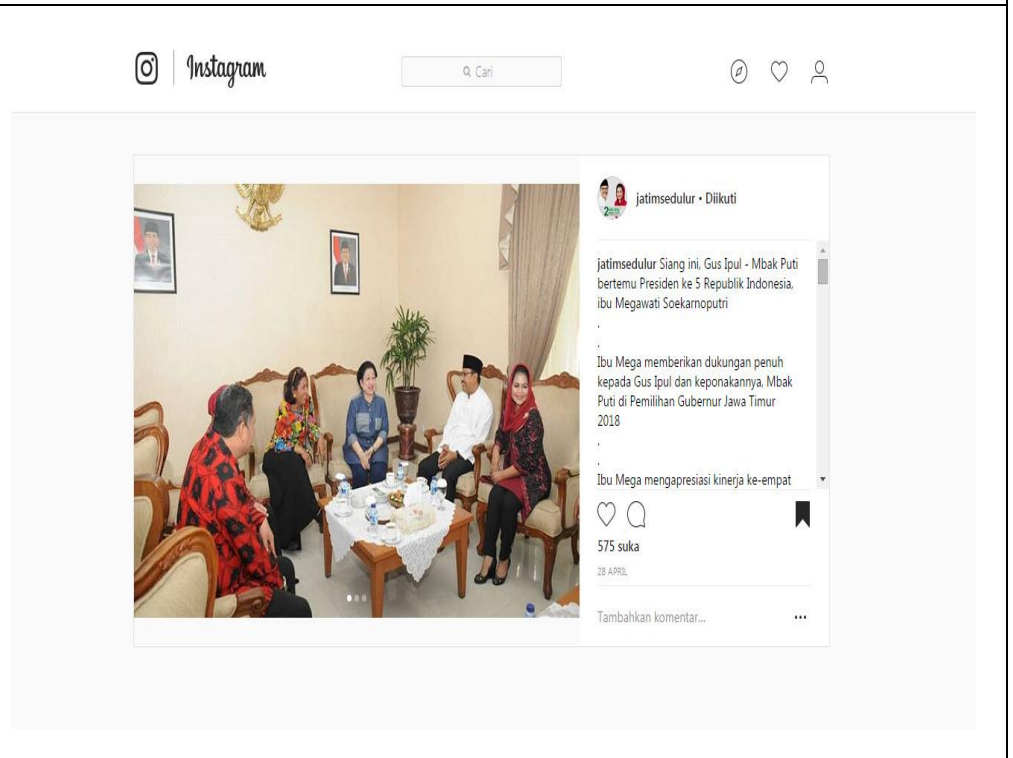 Instagram
Cari
jatimsedulur • Diikuti
jatimsedulur Siang ini, Gus Ipul - Mbak Puti
bertemu Presiden ke 5 Republik Indonesia,
ibu Megawati Soekarnoputri
.
.
Ibu Mega memberikan dukungan penuh
kepada Gus Ipul dan keponakannya, Mbak
Puti di Pemilihan Gubernur Jawa Timur
2018
.
.
Ibu Mega mengapresiasi kinerja ke-empat
575 suka
28 APRIL
Tambahkan komentar...
2